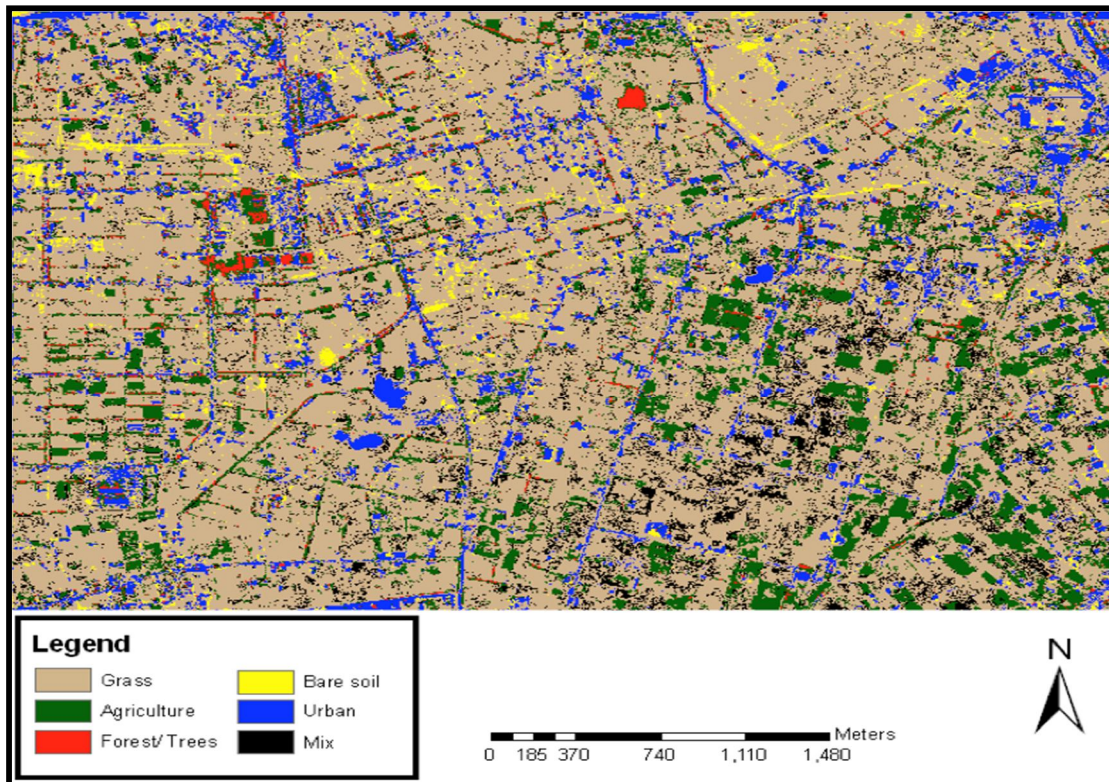 Legend
Grass
Bare soil
Agriculture
Urban
Forest/ Trees
Mix
N
Meters
0 185 370 740 1,110 1,480